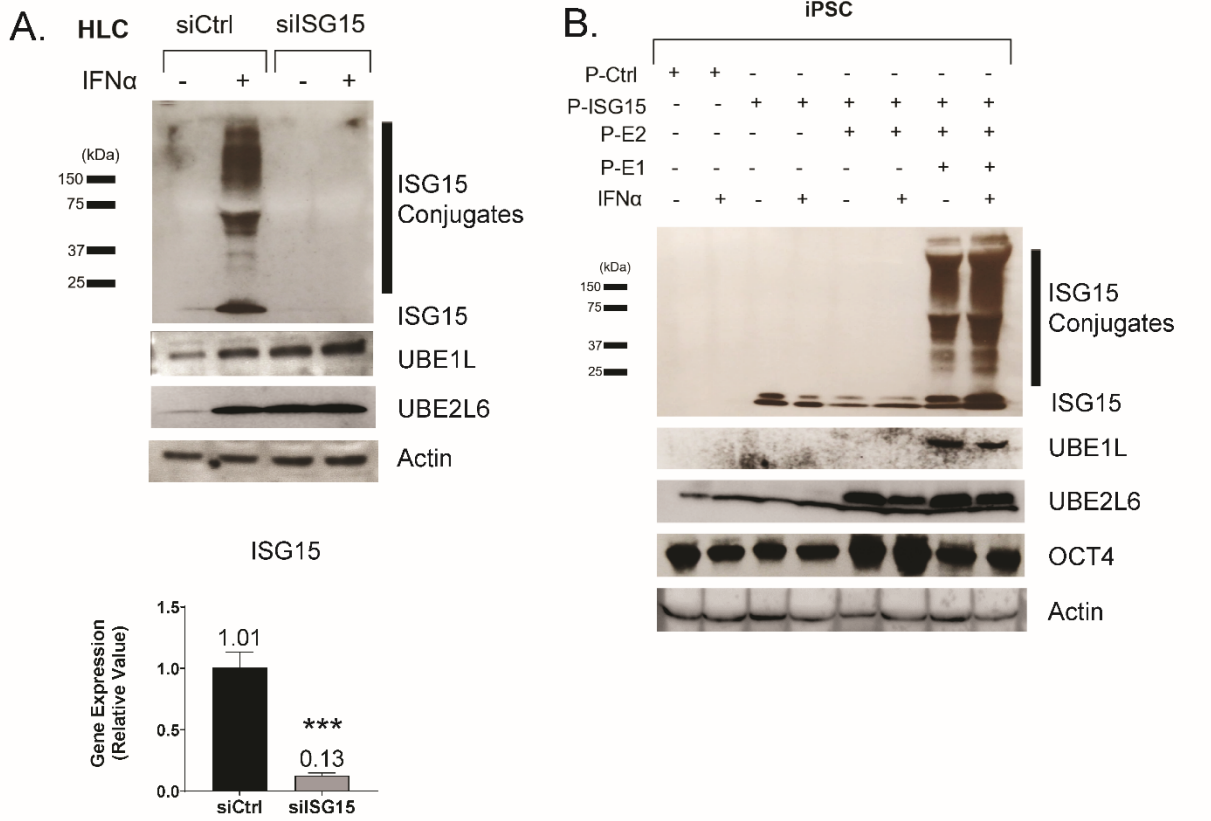 A.
HLC
siCtrl
siISG15
IFNα - + - +
(kDa)
150
75
37
25
ISG15
Conjugates
ISG15
UBE1L
UBE2L6
Actin
ISG15
Gene Expression
(Relative Value)
1.5
1.0
0.5
0.0
1.01
***
0.13
siCtrl
siISG15
B.
iPSC
P-Ctrl + + - - - - - -
P-ISG15 - - + + + + + +
P-E2 - - - - + + + +
P-E1 - - - - - - + +
IFNα - + - + - + - +
(kDa)
150
75
37
25
ISG15
Conjugates
ISG15
UBE1L
UBE2L6
OCT4
Actin